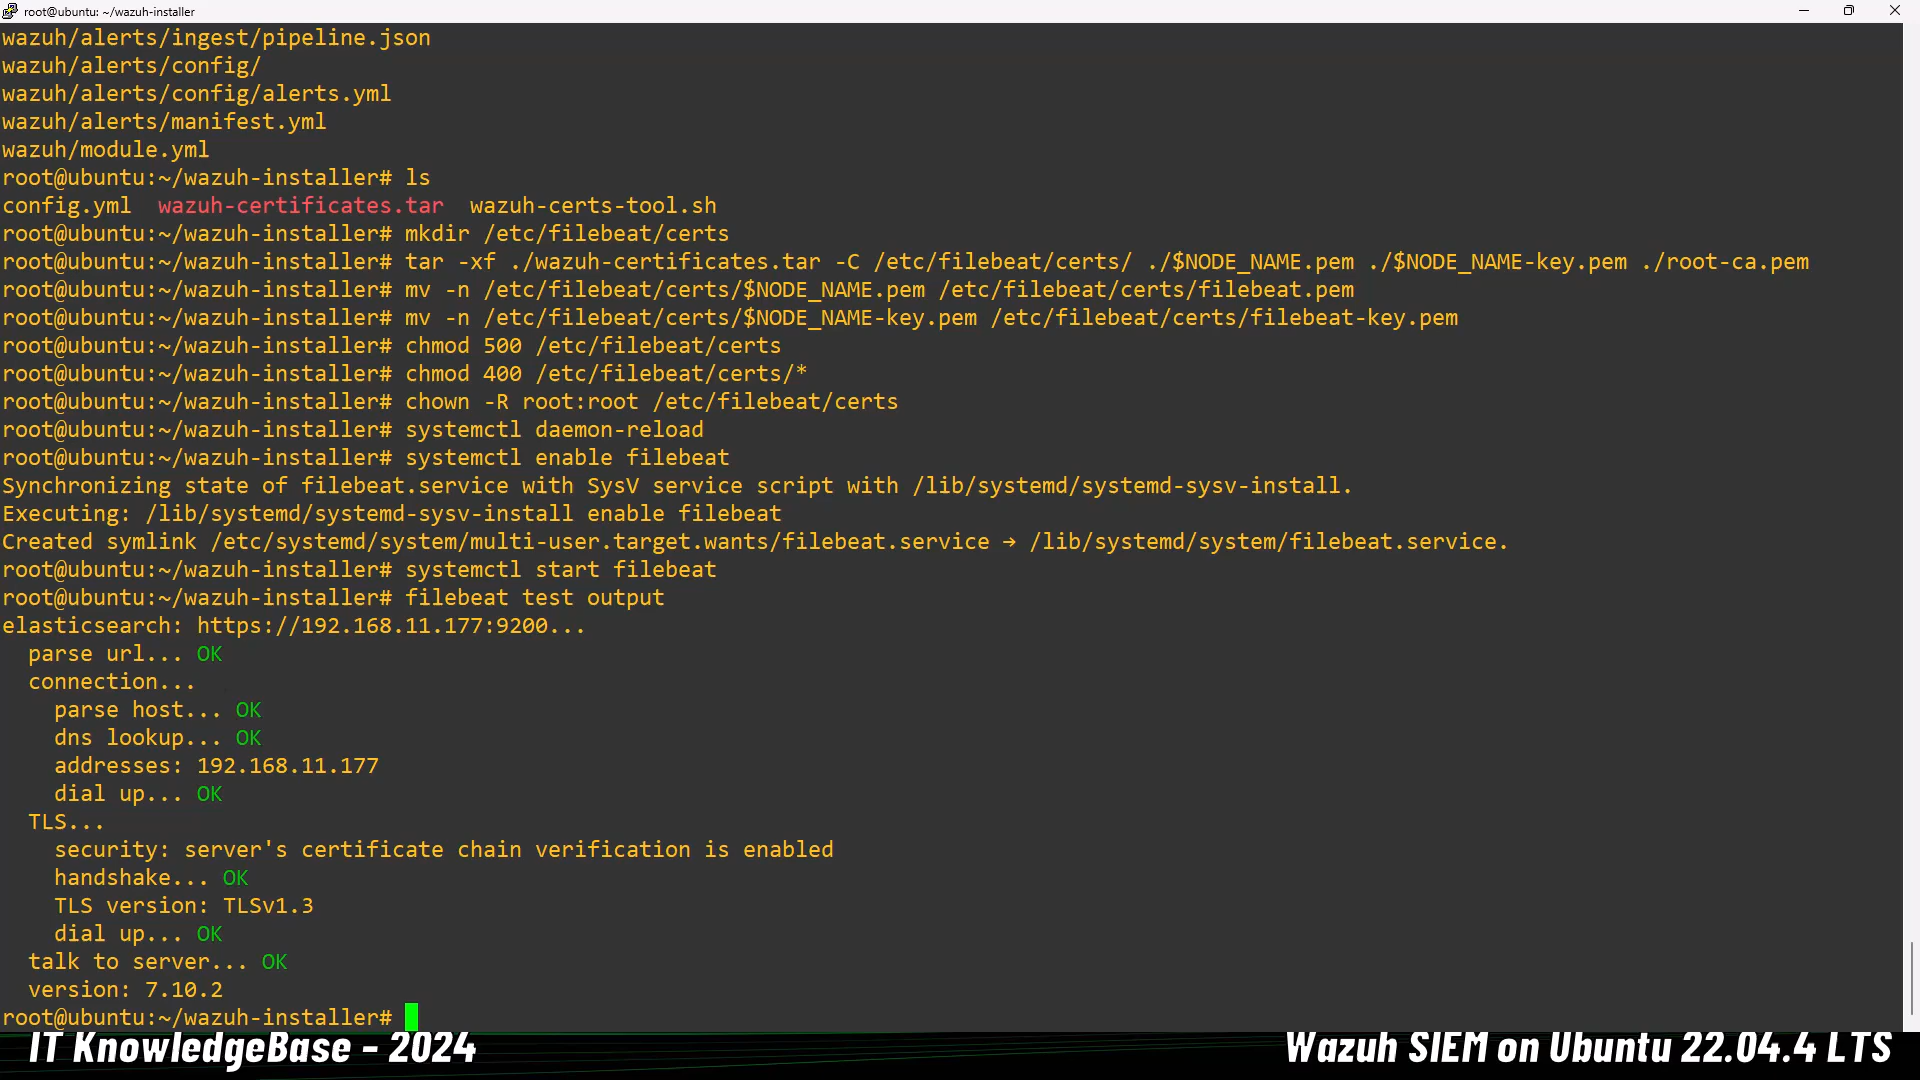 root@ubuntu: ~/wazuh-installer
wazuh/alerts/ingest/pipeline.json
wazuh/alerts/config/
wazuh/alerts/config/alerts.yml
wazuh/alerts/manifest.yml
wazuh/module.yml
root@ubuntu:~/wazuh-installer# ls
config.yml  wazuh-certificates.tar  wazuh-certs-tool.sh
root@ubuntu:~/wazuh-installer# mkdir /etc/filebeat/certs
root@ubuntu:~/wazuh-installer# tar -xf ./wazuh-certificates.tar -C /etc/filebeat/certs/ ./$NODE_NAME.pem ./$NODE_NAME-key.pem ./root-ca.pem
root@ubuntu:~/wazuh-installer# mv -n /etc/filebeat/certs/$NODE_NAME.pem /etc/filebeat/certs/filebeat.pem
root@ubuntu:~/wazuh-installer# mv -n /etc/filebeat/certs/$NODE_NAME-key.pem /etc/filebeat/certs/filebeat-key.pem
root@ubuntu:~/wazuh-installer# chmod 500 /etc/filebeat/certs
root@ubuntu:~/wazuh-installer# chmod 400 /etc/filebeat/certs/*
root@ubuntu:~/wazuh-installer# chown -R root:root /etc/filebeat/certs
root@ubuntu:~/wazuh-installer# systemctl daemon-reload
root@ubuntu:~/wazuh-installer# systemctl enable filebeat
Synchronizing state of filebeat.service with SysV service script with /lib/systemd/systemd-sysv-install.
Executing: /lib/systemd/systemd-sysv-install enable filebeat
Created symlink /etc/systemd/system/multi-user.target.wants/filebeat.service → /lib/systemd/system/filebeat.service.
root@ubuntu:~/wazuh-installer# systemctl start filebeat
root@ubuntu:~/wazuh-installer# filebeat test output
elasticsearch: https://192.168.11.177:9200...
  parse url... OK
  connection...
    parse host... OK
    dns lookup... OK
    addresses: 192.168.11.177
    dial up... OK
  TLS...
    security: server's certificate chain verification is enabled
    handshake... OK
    TLS version: TLSv1.3
    dial up... OK
  talk to server... OK
  version: 7.10.2
root@ubuntu:~/wazuh-installer#
IT KnowledgeBase - 2024
Wazuh SIEM on Ubuntu 22.04.4 LTS